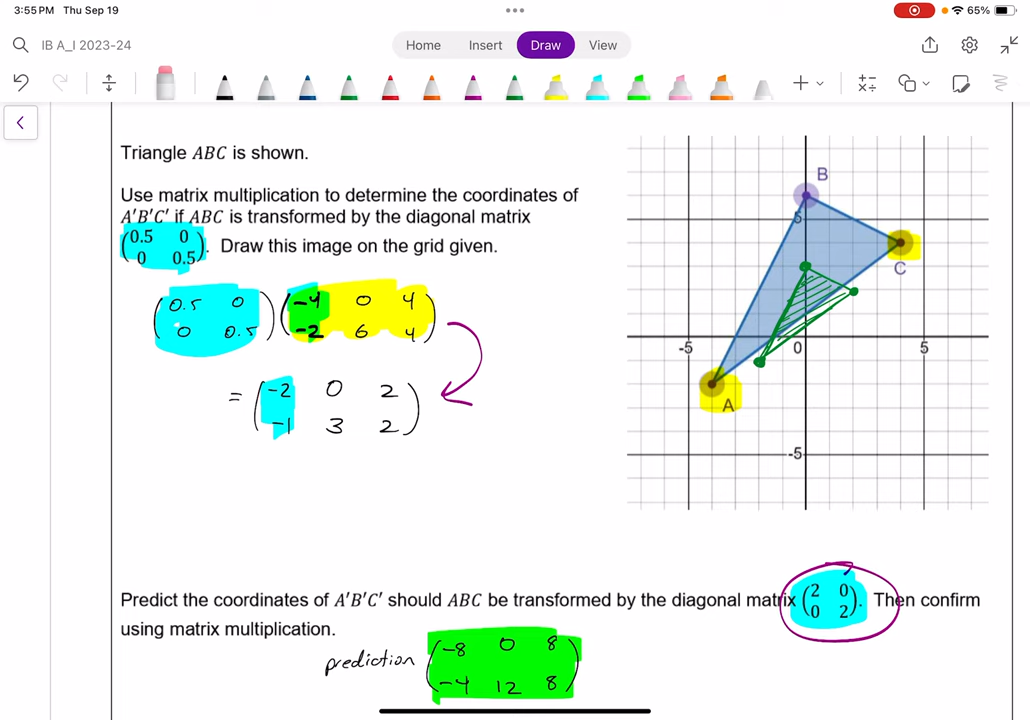 3:55 PM Thu Sep 19
65%
IB A_I 2023-24
Home Insert Draw View
Triangle ABC is shown.
Use matrix multiplication to determine the coordinates of
A'B'C' if ABC is transformed by the diagonal matrix
(0.5 0
0 0.5). Draw this image on the grid given.
(0.5 0
0 0.5) (-4 0 4
-2 6 4)
= (-2 0 2
-1 3 2)
B
5
C
-5 0 5
A
-5
Predict the coordinates of A'B'C' should ABC be transformed by the diagonal matrix (2 0
0 2). Then confirm
using matrix multiplication.
prediction (-8 0 8
-4 12 8)